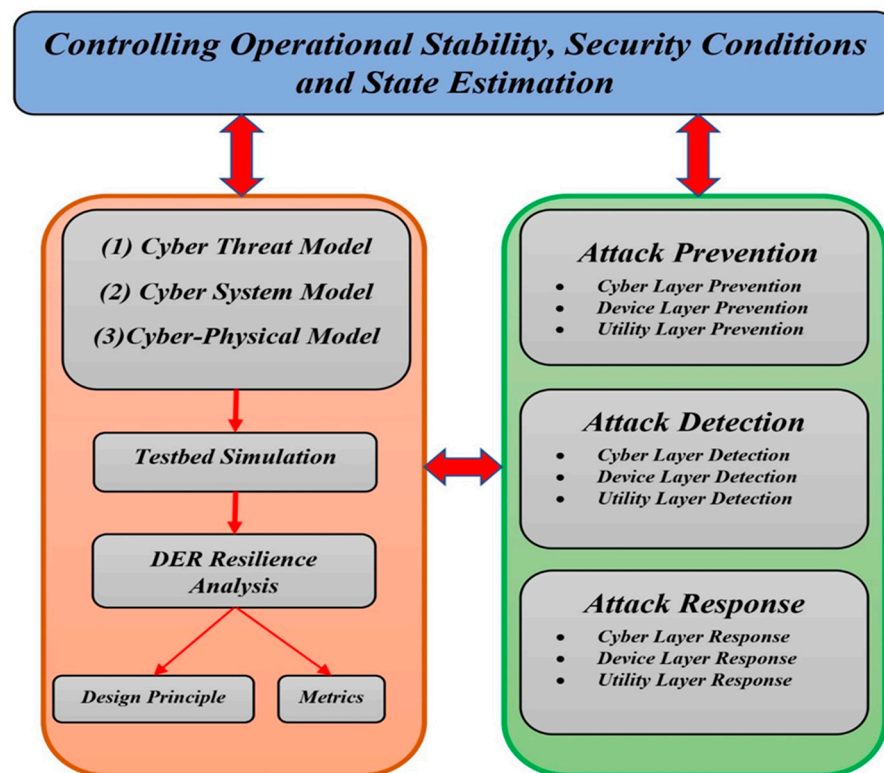 Controlling Operational Stability, Security Conditions
and State Estimation
(1) Cyber Threat Model
(2) Cyber System Model
(3)Cyber-Physical Model
Testbed Simulation
DER Resilience
Analysis
Design Principle
Metrics
Attack Prevention
• Cyber Layer Prevention
• Device Layer Prevention
• Utility Layer Prevention
Attack Detection
• Cyber Layer Detection
• Device Layer Detection
• Utility Layer Detection
Attack Response
• Cyber Layer Response
• Device Layer Response
• Utility Layer Response